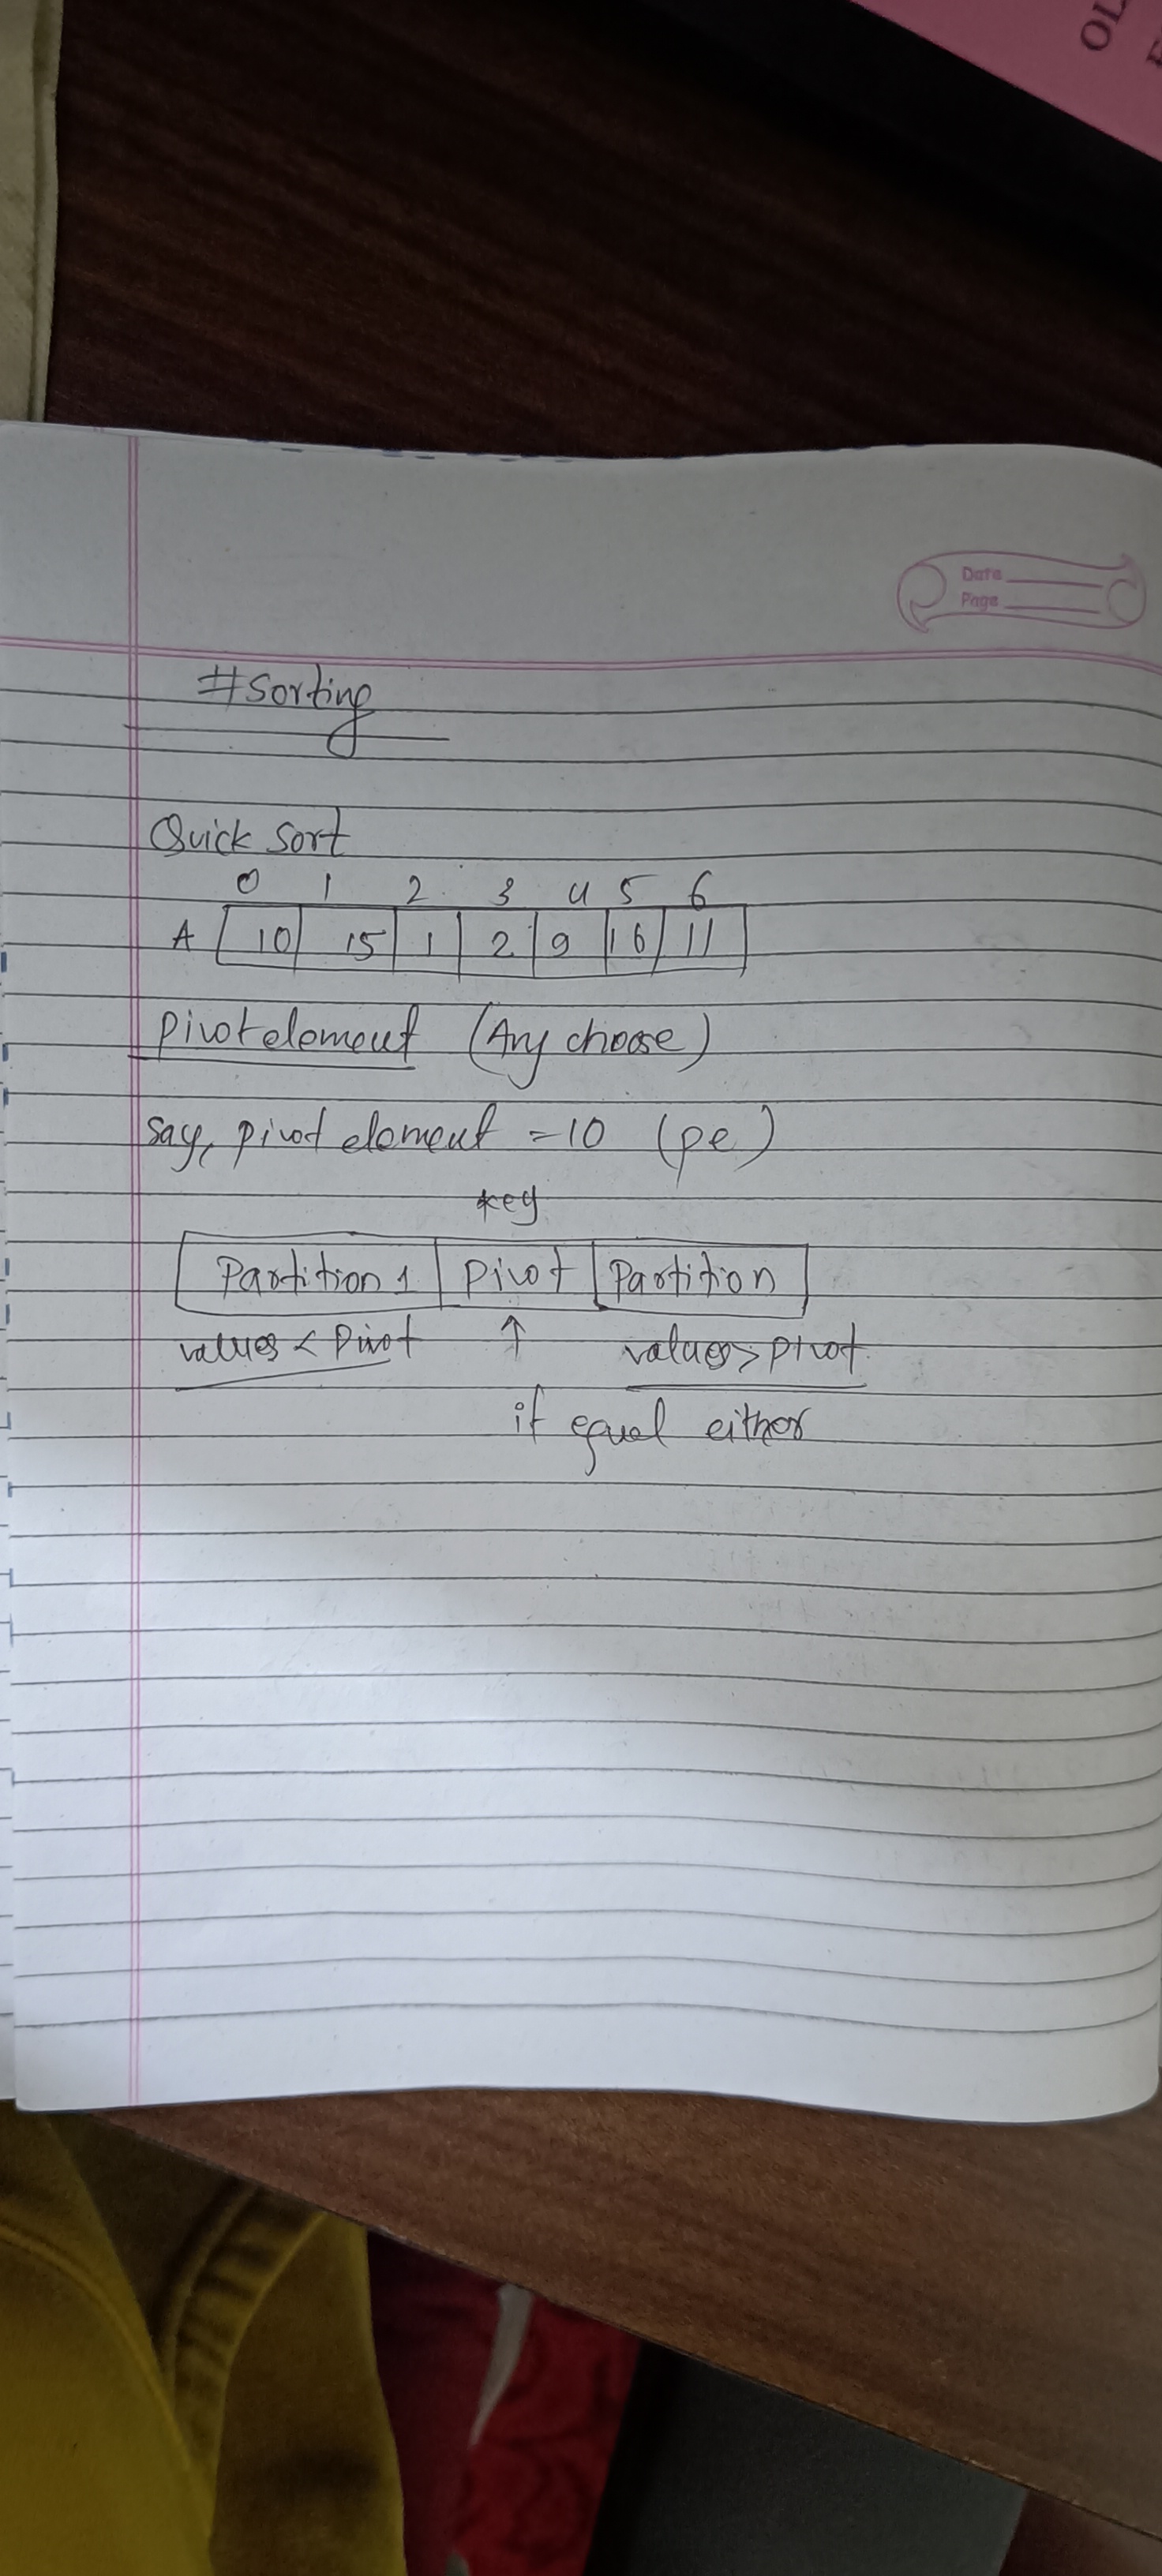 OL
Date
Page
#Sorting
Quick Sort
0 1 2 3 4 5 6
A 10 15 1 2 9 16 11
Pivot element (Any choose)
Say, pivot element = 10 (pe)
key
Partition 1 Pivot Partition
values < Pivot ↑ values > pivot
if equal either